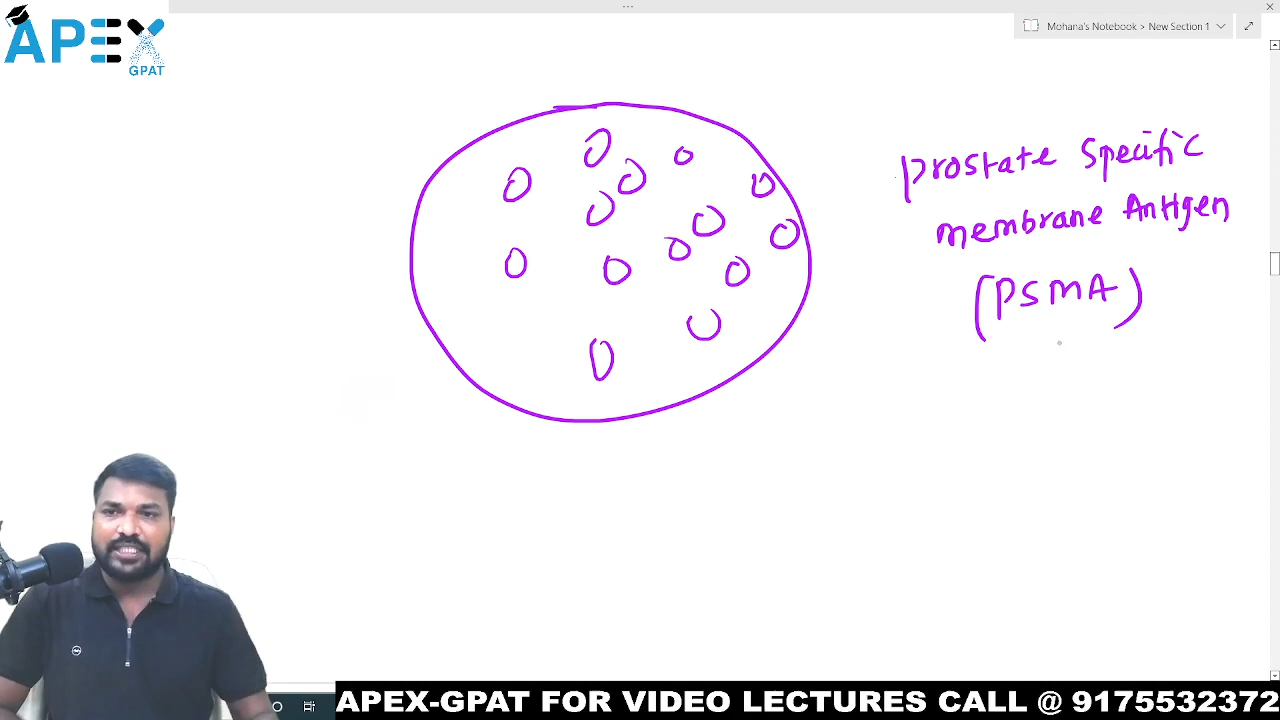 APEX
GPAT
Mohana's Notebook > New Section 1
Prostate Specific
membrane Antigen
(PSMA)
APEX-GPAT FOR VIDEO LECTURES CALL @ 9175532372